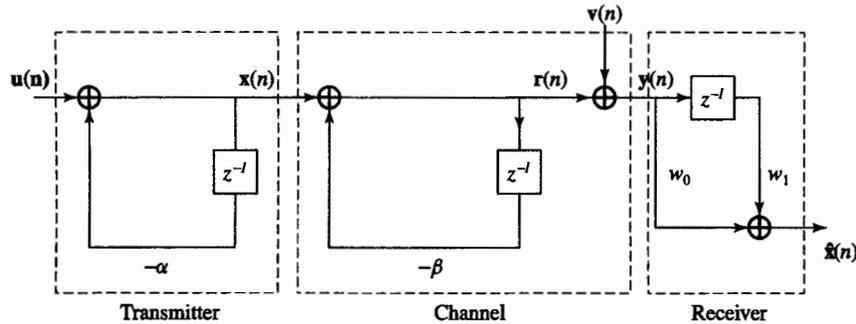 v(n)
u(n) x(n) r(n) y(n)
z⁻¹
z⁻¹ z⁻¹ w₀ w₁
x̂(n)
−α −β
Transmitter Channel Receiver